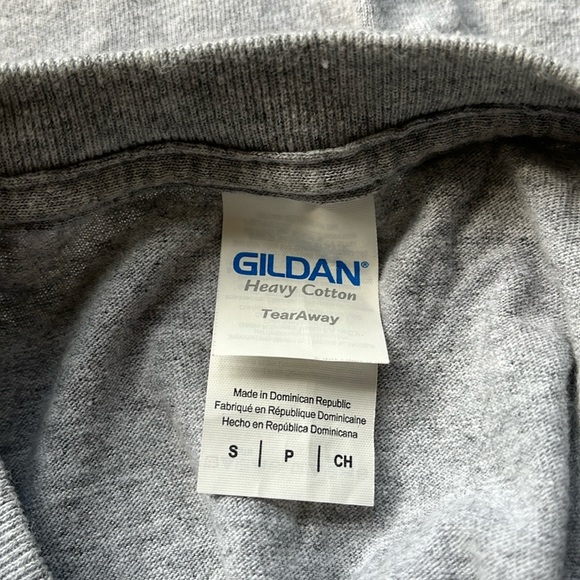 GILDAN®
Heavy Cotton
TearAway
Made in Dominican Republic
Fabriqué en République Dominicaine
Hecho en República Dominicana
S | P | CH